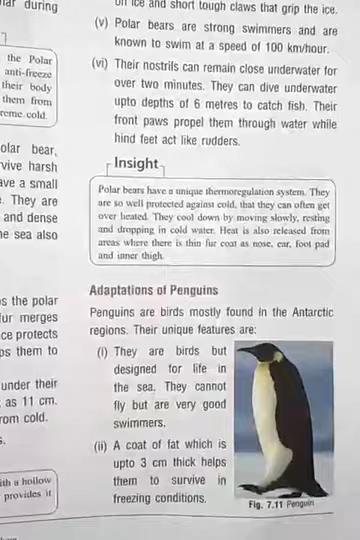 during
the Polar
anti-freeze
their body
them from
cold.
bear,
harsh
a small
They are
and dense
sea also
the polar
fur merges
protects
them to
under their
as 11 cm.
from cold.
with a hollow
provides it
on ice and short tough claws that grip the ice.
(v) Polar bears are strong swimmers and are
known to swim at a speed of 100 km/hour.
(vi) Their nostrils can remain close underwater for
over two minutes. They can dive underwater
upto depths of 6 metres to catch fish. Their
front paws propel them through water while
hind feet act like rudders.
Insight
Polar bears have a unique thermoregulation system. They
are so well protected against cold, that they can often get
over heated. They cool down by moving slowly, resting
and dropping in cold water. Heat is also released from
areas where there is thin fur coat as nose, ear, foot pad
and inner thigh.
Adaptations of Penguins
Penguins are birds mostly found in the Antarctic
regions. Their unique features are:
(i) They are birds but
designed for life in
the sea. They cannot
fly but are very good
swimmers.
(ii) A coat of fat which is
upto 3 cm thick helps
them to survive in
freezing conditions.
Fig. 7.11 Penguin